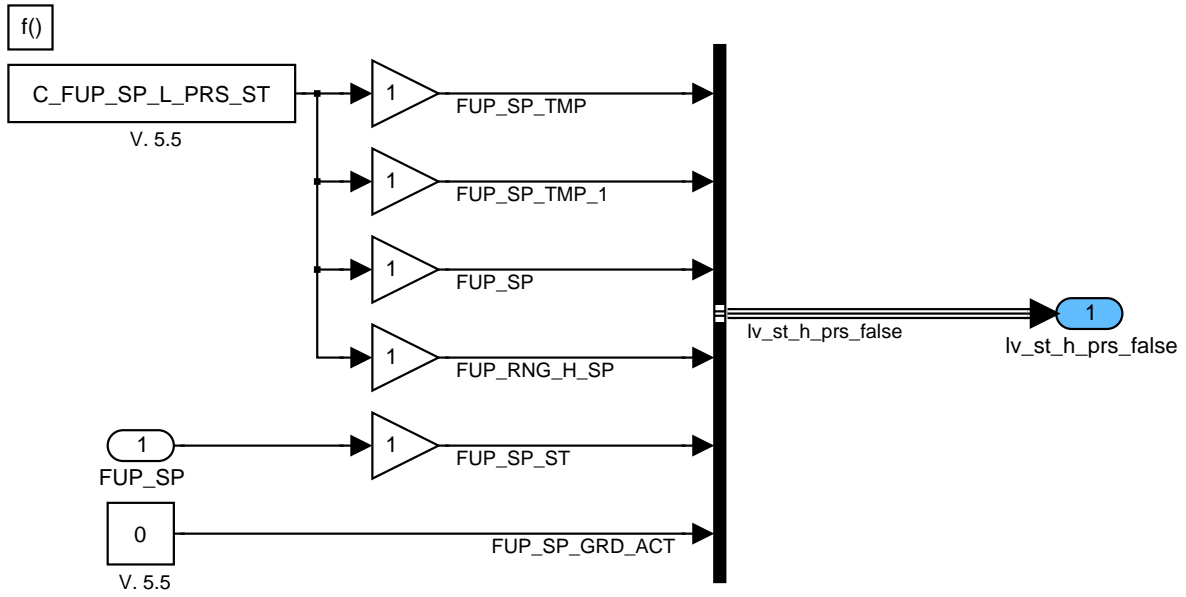 f()
C_FUP_SP_L_PRS_ST
V. 5.5
1
FUP_SP_TMP
1
FUP_SP_TMP_1
1
FUP_SP
1
FUP_RNG_H_SP
lv_st_h_prs_false
1
lv_st_h_prs_false
1
FUP_SP
1
FUP_SP_ST
0
V. 5.5
FUP_SP_GRD_ACT